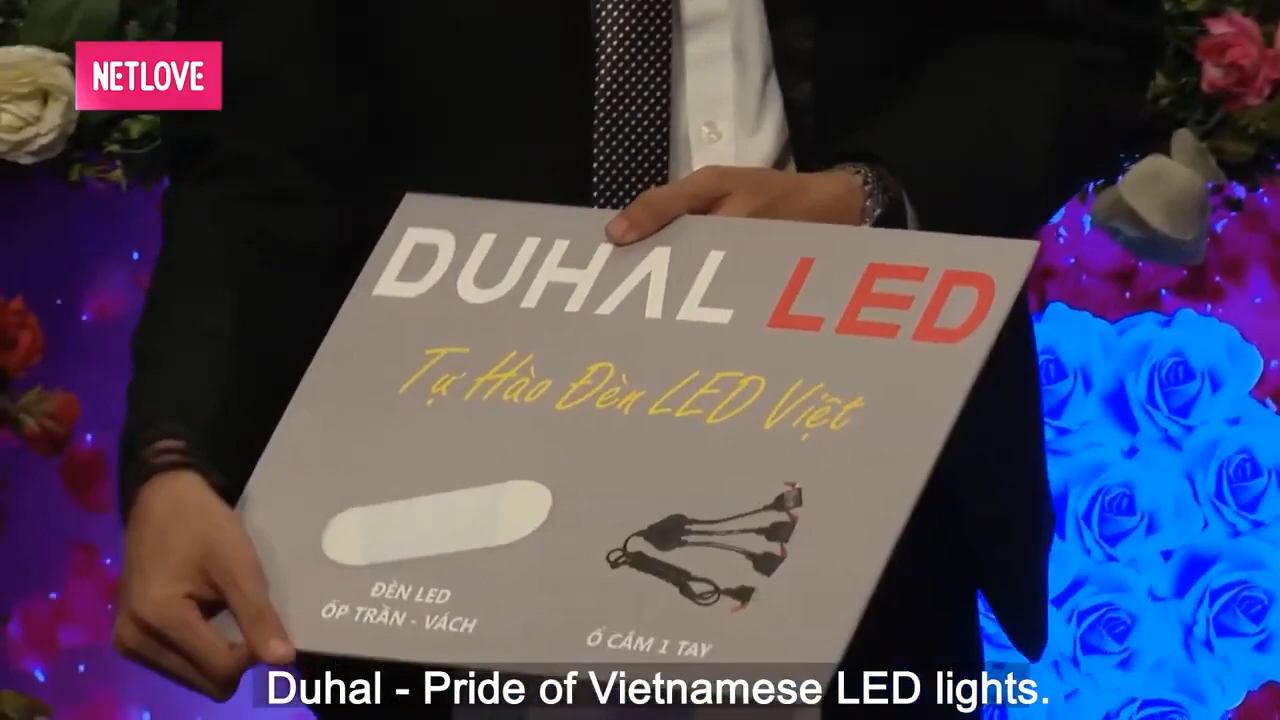 NETLOVE
DUHAL LED
Tự Hào Đèn LED Việt
ĐÈN LED
ỐP TRẦN - VÁCH
Ổ CẮM 1 TAY
Duhal - Pride of Vietnamese LED lights.